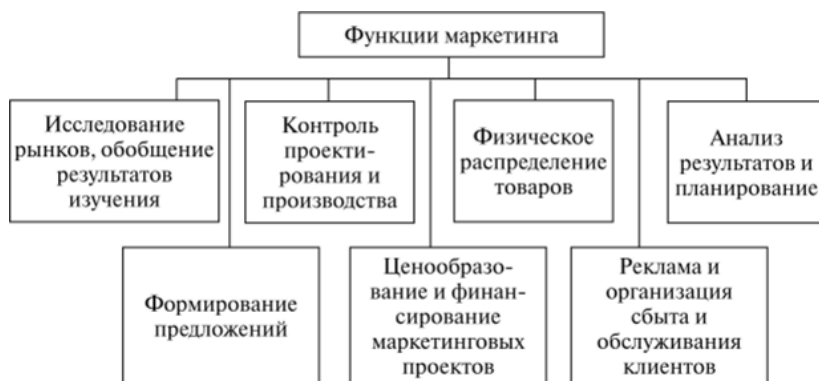 Функции маркетинга
Исследование
рынков, обобщение
результатов
изучения
Контроль
проекти-
рования и
производства
Физическое
распределение
товаров
Анализ
результатов и
планирование
Формирование
предложений
Ценообразо-
вание и финан-
сирование
маркетинговых
проектов
Реклама и
организация
сбыта и
обслуживания
клиентов